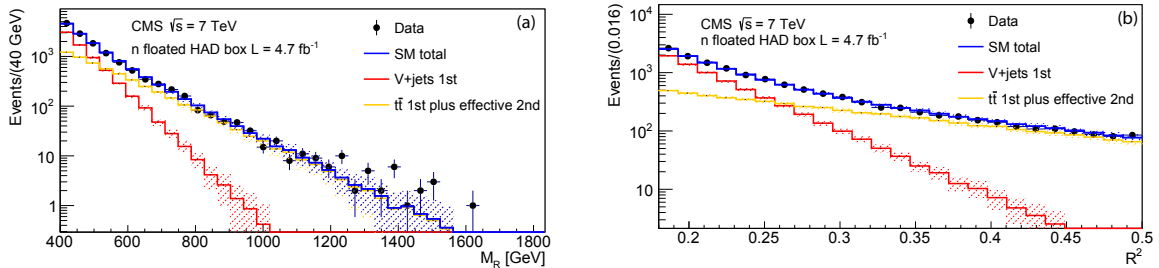 CMS √s = 7 TeV
n floated HAD box L = 4.7 fb⁻¹
(a)
Data
SM total
V+jets 1st
tt̄ 1st plus effective 2nd
Events/(40 GeV)
10³
10²
10
1
400 600 800 1000 1200 1400 1600 1800
M_R [GeV]
CMS √s = 7 TeV
n floated HAD box L = 4.7 fb⁻¹
(b)
Data
SM total
V+jets 1st
tt̄ 1st plus effective 2nd
Events/(0.016)
10⁴
10³
10²
10
0.2 0.25 0.3 0.35 0.4 0.45 0.5
R²